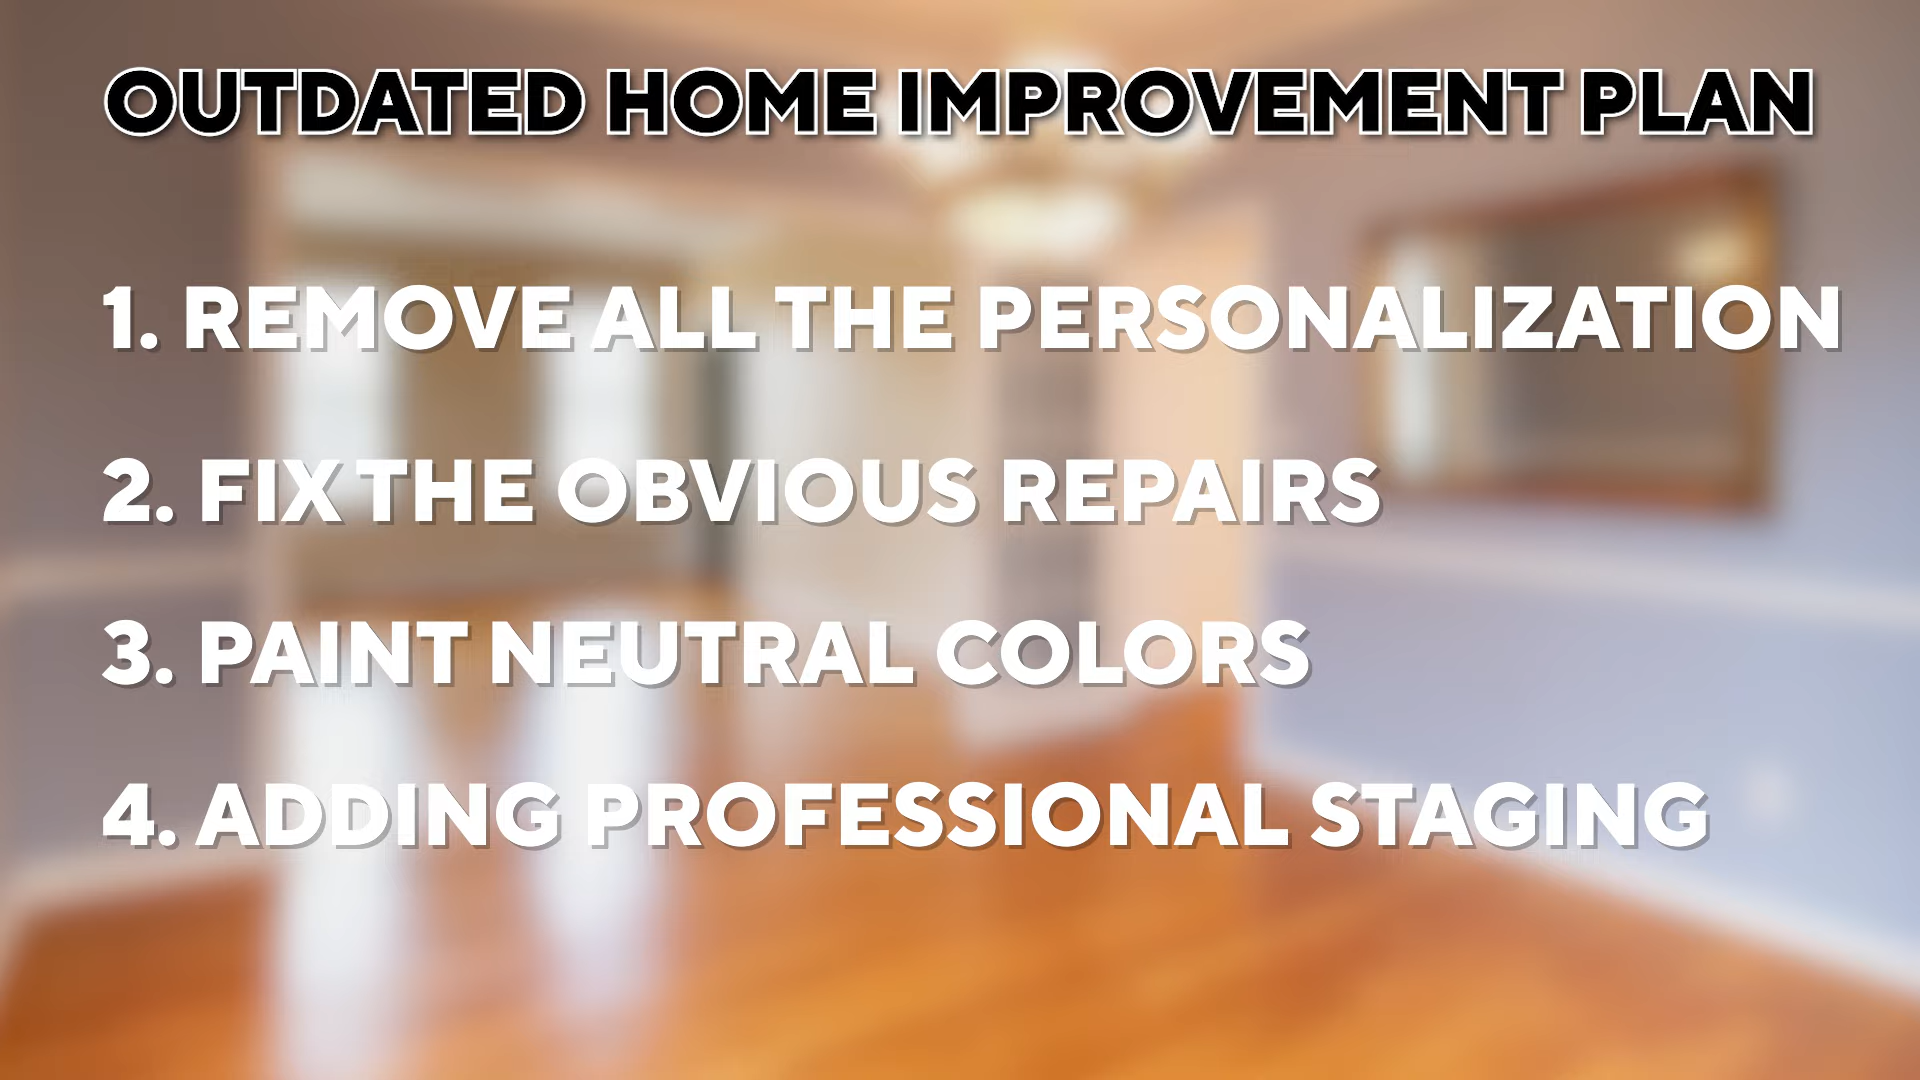 OUTDATED HOME IMPROVEMENT PLAN
1. REMOVE ALL THE PERSONALIZATION
2. FIX THE OBVIOUS REPAIRS
3. PAINT NEUTRAL COLORS
4. ADDING PROFESSIONAL STAGING